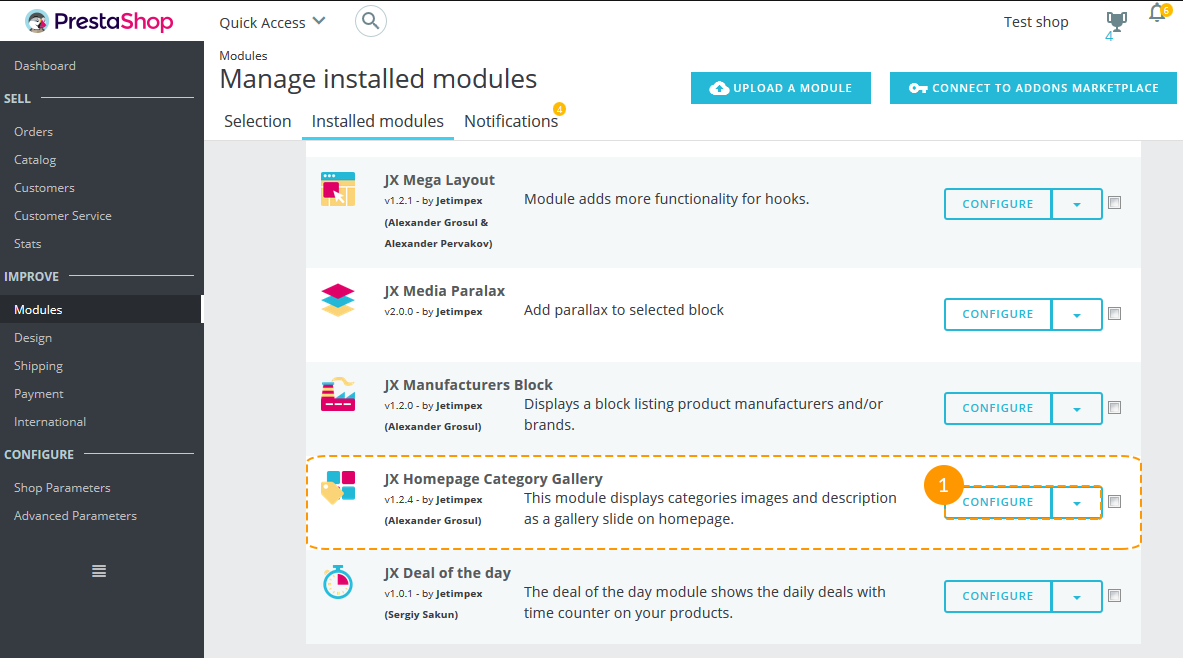 PrestaShop
Quick Access
Test shop
4
6
Modules
Manage installed modules
UPLOAD A MODULE
CONNECT TO ADDONS MARKETPLACE
Selection
Installed modules
Notifications
4
Dashboard
SELL
Orders
Catalog
Customers
Customer Service
Stats
IMPROVE
Modules
Design
Shipping
Payment
International
CONFIGURE
Shop Parameters
Advanced Parameters
JX Mega Layout
v1.2.1 - by Jetimpex
(Alexander Grosul &
Alexander Pervakov)
Module adds more functionality for hooks.
CONFIGURE
JX Media Paralax
v2.0.0 - by Jetimpex
Add parallax to selected block
CONFIGURE
JX Manufacturers Block
v1.2.0 - by Jetimpex
(Alexander Grosul)
Displays a block listing product manufacturers and/or
brands.
CONFIGURE
JX Homepage Category Gallery
v1.2.4 - by Jetimpex
(Alexander Grosul)
This module displays categories images and description
as a gallery slide on homepage.
1
CONFIGURE
JX Deal of the day
v1.0.1 - by Jetimpex
(Sergiy Sakun)
The deal of the day module shows the daily deals with
time counter on your products.
CONFIGURE